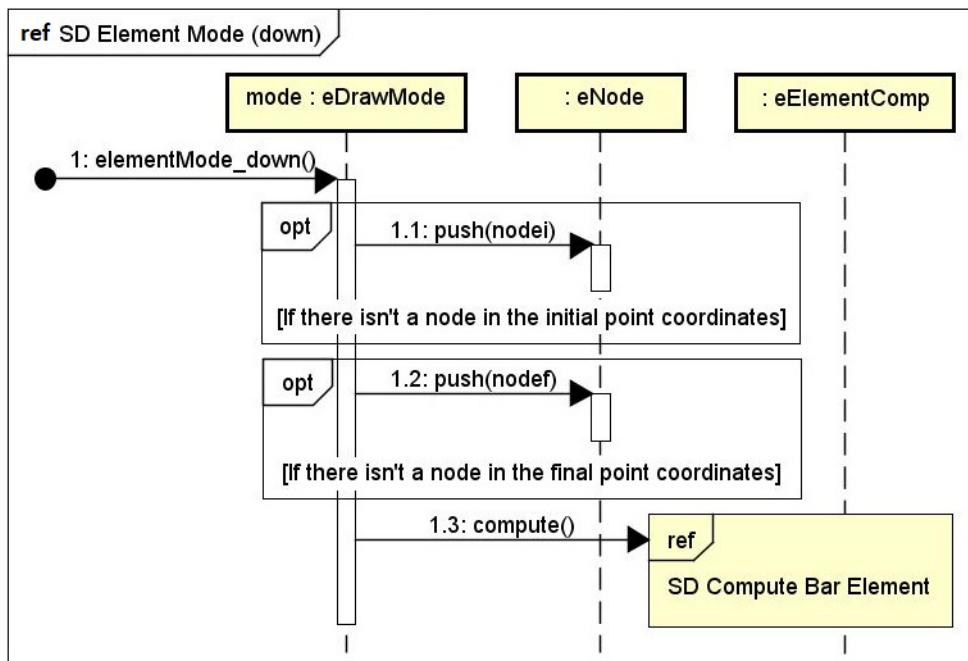 ref SD Element Mode (down)
mode : eDrawMode
: eNode
: eElementComp
1: elementMode_down()
opt
1.1: push(nodei)
[If there isn't a node in the initial point coordinates]
opt
1.2: push(nodef)
[If there isn't a node in the final point coordinates]
1.3: compute()
ref
SD Compute Bar Element